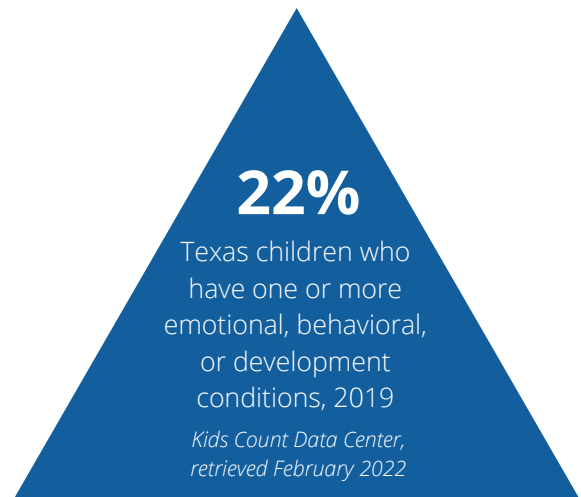 22%
Texas children who
have one or more
emotional, behavioral,
or development
conditions, 2019
Kids Count Data Center,
retrieved February 2022